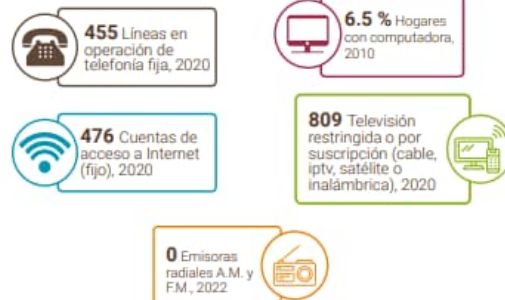 455 Líneas en
operación de
telefonía fija, 2020
6.5 % Hogares
con computadora,
2010
476 Cuentas de
acceso a Internet
(fijo), 2020
809 Televisión
restringida o por
suscripción (cable,
iptv, satélite o
inalámbrica), 2020
0 Emisoras
radiales A.M. y
F.M., 2022